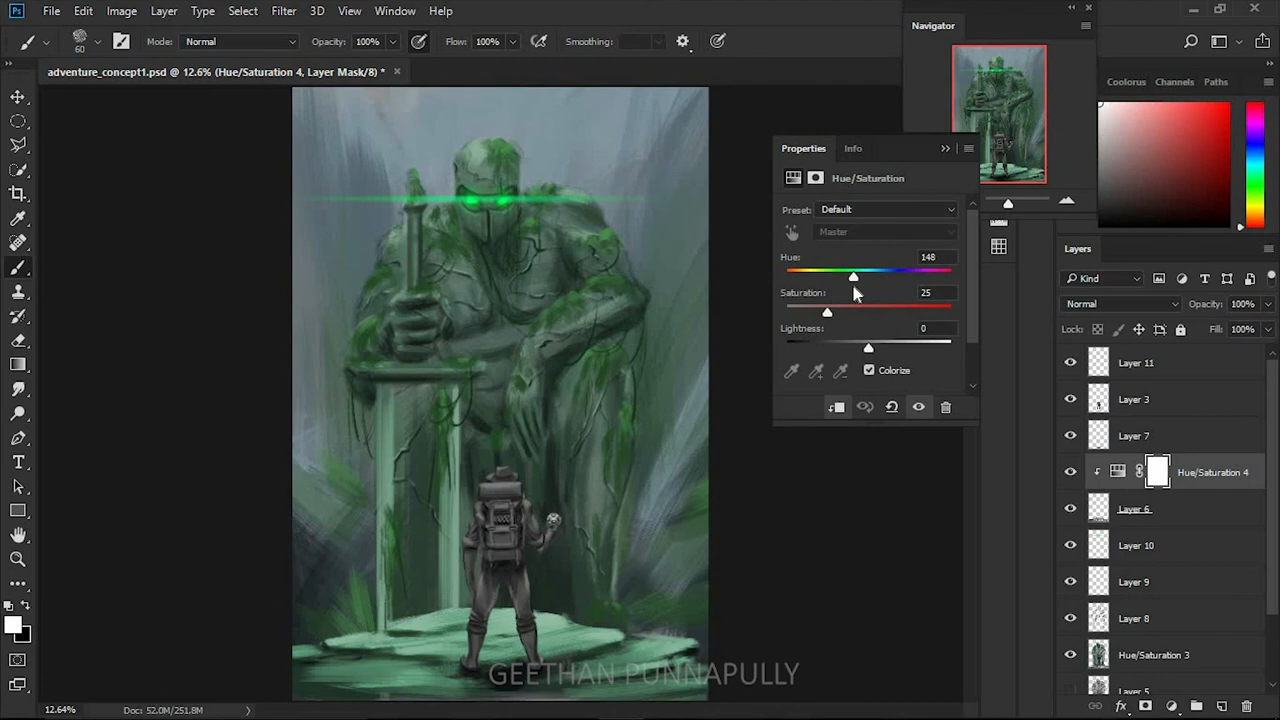 Ps File Edit Image Layer Type Select Filter 3D View Window Help
60 Mode: Normal Opacity: 100% Flow: 100% Smoothing:
Navigator
adventure_concept1.psd @ 12.6% (Hue/Saturation 4, Layer Mask/8) * ×
Coolorus Channels Paths
Properties Info
Hue/Saturation
Preset: Default
Master
Hue: 148
Saturation: 25
Lightness: 0
Colorize
Layers
Kind
Normal Opacity: 100%
Lock: Fill: 100%
Layer 11
Layer 3
Layer 7
Hue/Saturation 4
Layer 6
Layer 10
Layer 9
Layer 8
Hue/Saturation 3
Layer 5
GEETHAN PUNNAPULLY
12.64% Doc: 52.0M/251.8M